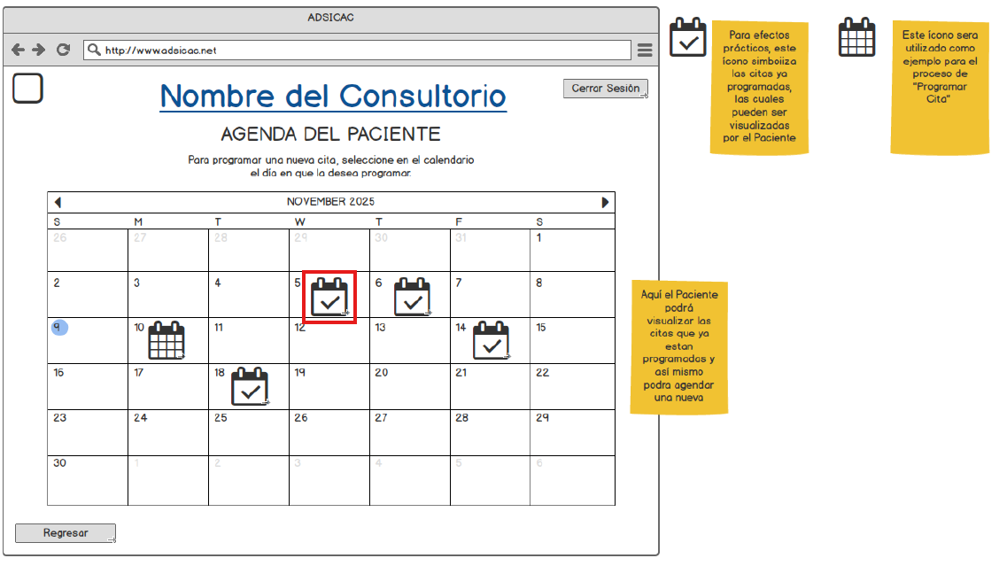 ADSICAC
http://www.adsicac.net
Nombre del Consultorio
Cerrar Sesión
AGENDA DEL PACIENTE
Para programar una nueva cita, seleccione en el calendario
el día en que la desea programar.
NOVEMBER 2025
S M T W T F S
26 27 28 29 30 31 1
2 3 4 5 6 7 8
9 10 11 12 13 14 15
16 17 18 19 20 21 22
23 24 25 26 27 28 29
30 1 2 3 4 5 6
Regresar
Para efectos
prácticos, este
ícono simboliza
las citas ya
programadas,
las cuales
pueden ser
visualizadas
por el Paciente
Este ícono sera
utilizado como
ejemplo para el
proceso de
"Programar
Cita"
Aquí el Paciente
podrá
visualizar las
citas que ya
estan
programadas y
así mismo
podra agendar
una nueva